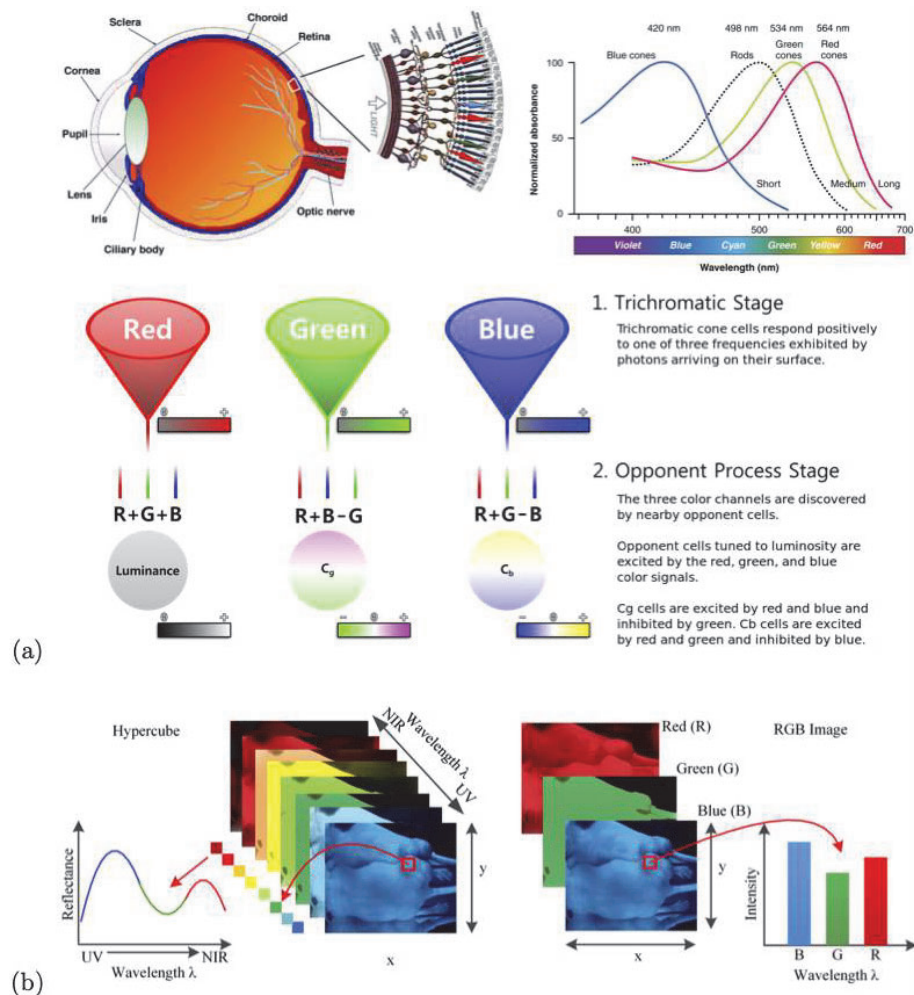 Sclera
Choroid
Retina
Cornea
Pupil
Lens
Iris
Ciliary body
Optic nerve
LIGHT
420 nm
498 nm
534 nm
564 nm
Blue cones
Rods
Green
cones
Red
cones
Normalized absorbance
100
50
0
Short
Medium
Long
400
500
600
700
Violet
Blue
Cyan
Green
Yellow
Red
Wavelength (nm)
Red
Green
Blue
0 +
0 +
0 +
1. Trichromatic Stage
Trichromatic cone cells respond positively
to one of three frequencies exhibited by
photons arriving on their surface.
R+G+B
R+B−G
R+G−B
Luminance
Cg
Cb
0 +
− 0 +
− 0 +
2. Opponent Process Stage
The three color channels are discovered
by nearby opponent cells.
Opponent cells tuned to luminosity are
excited by the red, green, and blue
color signals.
Cg cells are excited by red and blue and
inhibited by green. Cb cells are excited
by red and green and inhibited by blue.
(a)
Hypercube
NIR
Wavelength λ
UV
Reflectance
UV
NIR
Wavelength λ
y
x
Red (R)
Green (G)
Blue (B)
RGB Image
y
x
Intensity
B G R
Wavelength λ
(b)